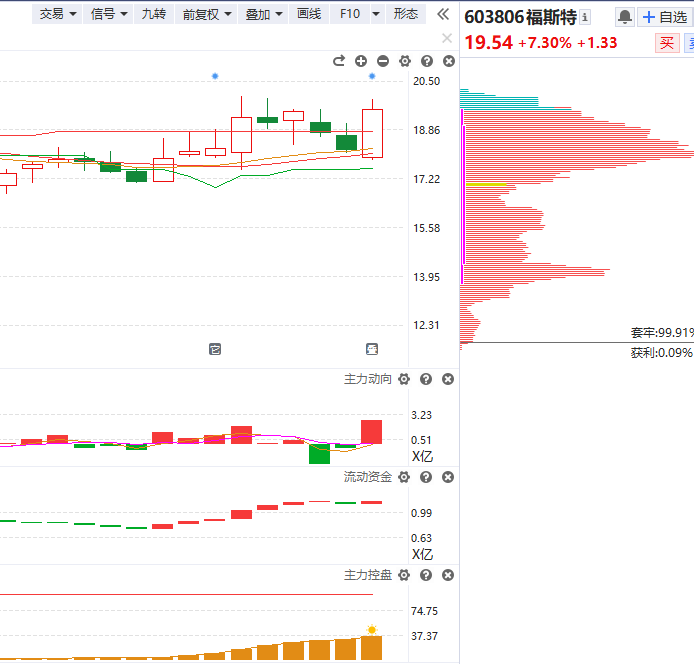 交易 信号 九转 前复权 叠加 画线 F10 形态
603806福斯特
自选
19.54 +7.30% +1.33
买
20.50
18.86
17.22
15.58
13.95
12.31
套牢:99.91%
获利:0.09%
主力动向
3.23
0.51
X亿
流动资金
0.99
0.63
X亿
主力控盘
74.75
37.37